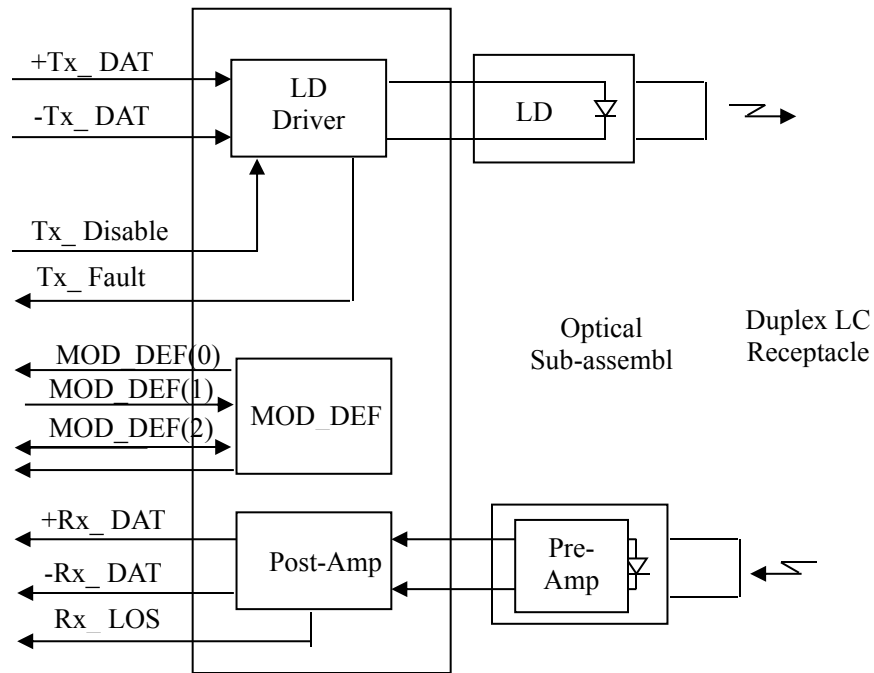 +Tx_ DAT
-Tx_ DAT
LD
Driver
LD
Tx_ Disable
Tx_ Fault
Optical
Sub-assembl
Duplex LC
Receptacle
MOD_DEF(0)
MOD_DEF(1)
MOD_DEF(2)
MOD_DEF
+Rx_ DAT
-Rx_ DAT
Rx_ LOS
Post-Amp
Pre-
Amp